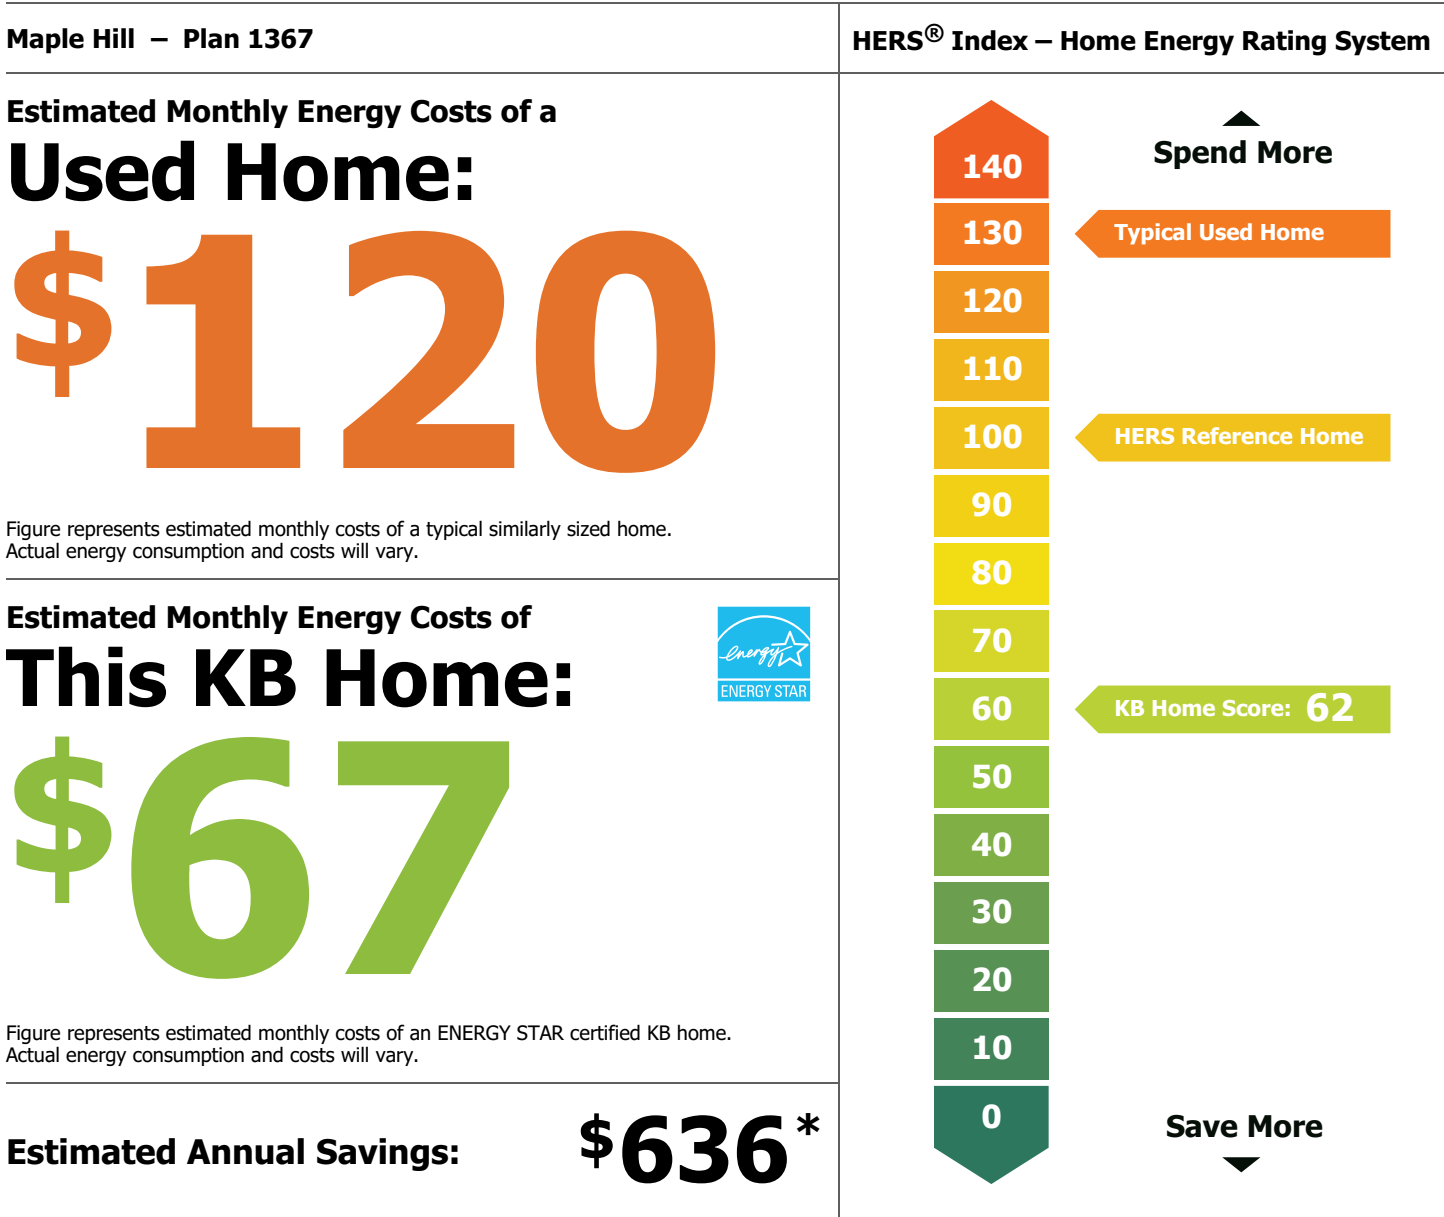 Maple Hill – Plan 1367
Estimated Monthly Energy Costs of a
Used Home:
$120
Figure represents estimated monthly costs of a typical similarly sized home.
Actual energy consumption and costs will vary.
Estimated Monthly Energy Costs of
This KB Home:
energy
ENERGY STAR
$67
Figure represents estimated monthly costs of an ENERGY STAR certified KB home.
Actual energy consumption and costs will vary.
Estimated Annual Savings: $636*
HERS® Index – Home Energy Rating System
Spend More
140
130 Typical Used Home
120
110
100 HERS Reference Home
90
80
70
60 KB Home Score: 62
50
40
30
20
10
0
Save More